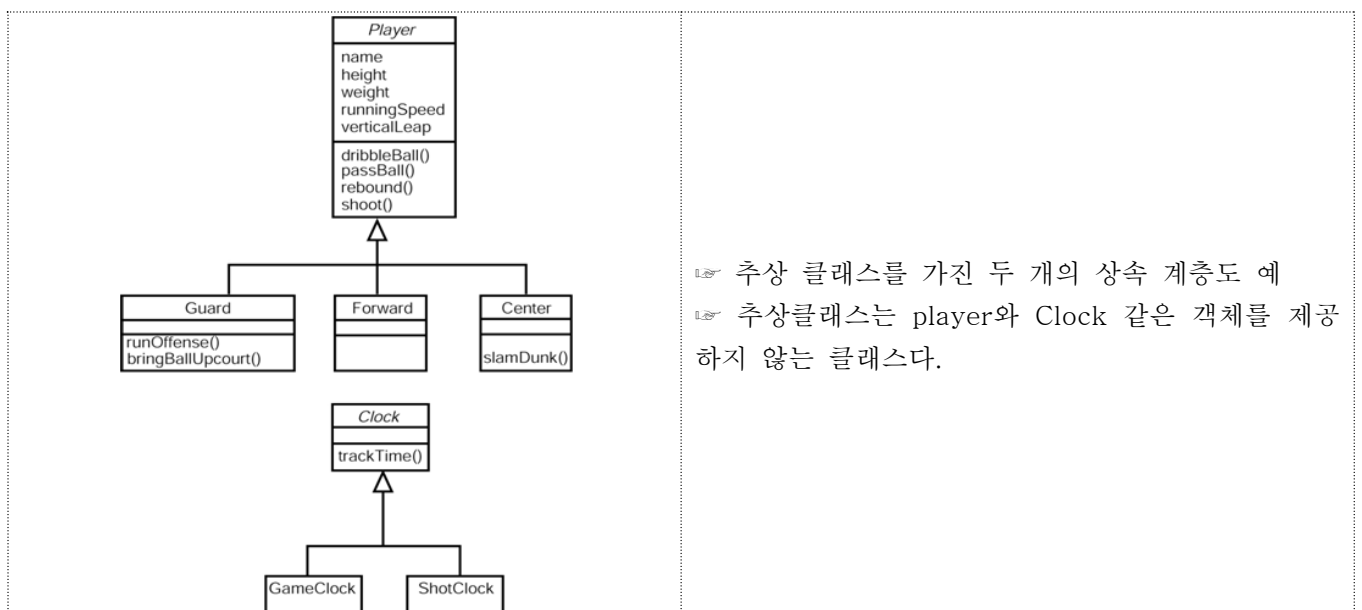 Player
name
height
weight
runningSpeed
verticalLeap
dribbleBall()
passBall()
rebound()
shoot()
Guard
runOffense()
bringBallUpcourt()
Forward
Center
slamDunk()
Clock
trackTime()
GameClock
ShotClock
☞ 추상 클래스를 가진 두 개의 상속 계층도 예
☞ 추상클래스는 player와 Clock 같은 객체를 제공
하지 않는 클래스다.